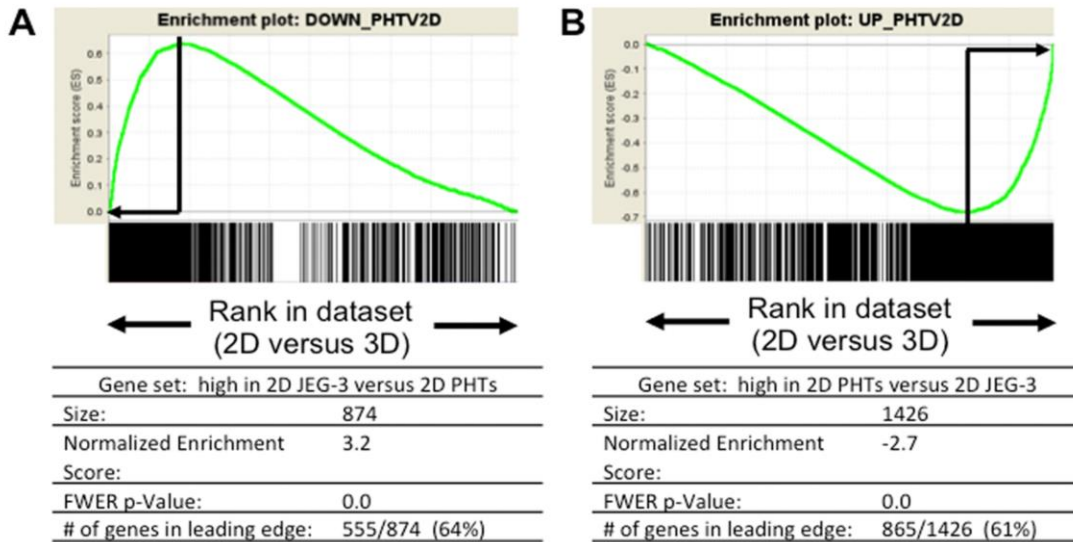 A
Enrichment plot: DOWN_PHTV2D
Enrichment score (ES)
0.6
0.5
0.4
0.3
0.2
0.1
0.0
Rank in dataset
(2D versus 3D)
Gene set: high in 2D JEG-3 versus 2D PHTs
Size: 874
Normalized Enrichment 3.2
Score:
FWER p-Value: 0.0
# of genes in leading edge: 555/874 (64%)
B
Enrichment plot: UP_PHTV2D
Enrichment score (ES)
0.0
-0.1
-0.2
-0.3
-0.4
-0.5
-0.6
-0.7
Rank in dataset
(2D versus 3D)
Gene set: high in 2D PHTs versus 2D JEG-3
Size: 1426
Normalized Enrichment -2.7
Score:
FWER p-Value: 0.0
# of genes in leading edge: 865/1426 (61%)